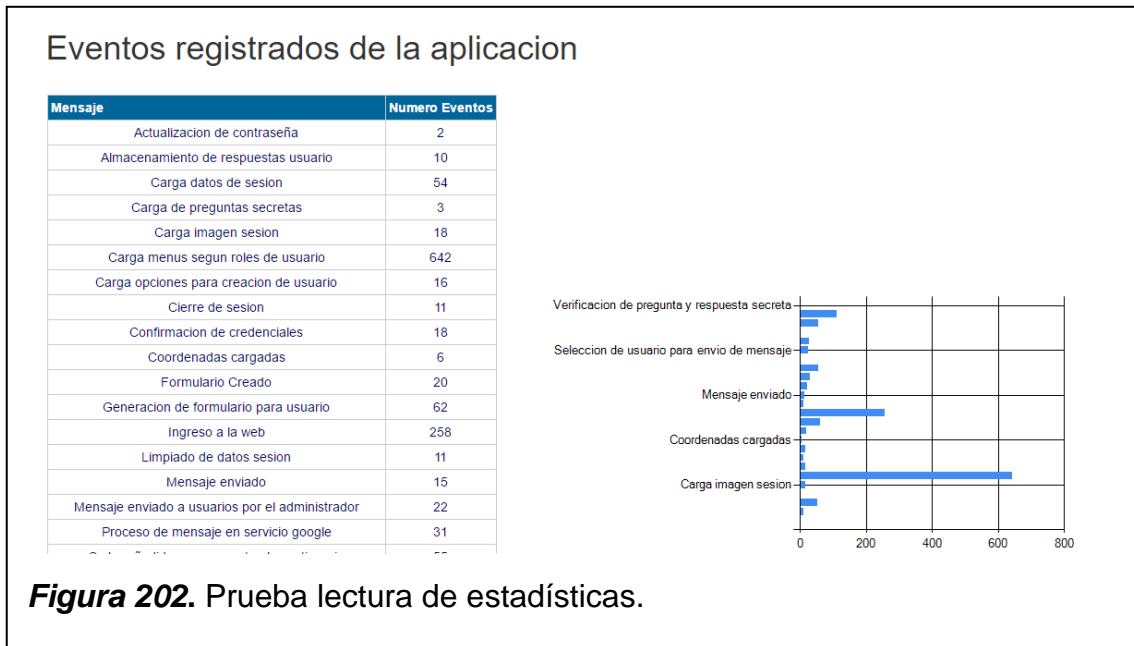 Eventos registrados de la aplicacion
Mensaje Numero Eventos
Actualizacion de contraseña 2
Almacenamiento de respuestas usuario 10
Carga datos de sesion 54
Carga de preguntas secretas 3
Carga imagen sesion 18
Carga menus segun roles de usuario 642
Carga opciones para creacion de usuario 16
Cierre de sesion 11
Confirmacion de credenciales 18
Coordenadas cargadas 6
Formulario Creado 20
Generacion de formulario para usuario 62
Ingreso a la web 258
Limpiado de datos sesion 11
Mensaje enviado 15
Mensaje enviado a usuarios por el administrador 22
Proceso de mensaje en servicio google 31
Verificacion de pregunta y respuesta secreta
Seleccion de usuario para envio de mensaje
Mensaje enviado
Coordenadas cargadas
Carga imagen sesion
0 200 400 600 800
Figura 202. Prueba lectura de estadísticas.